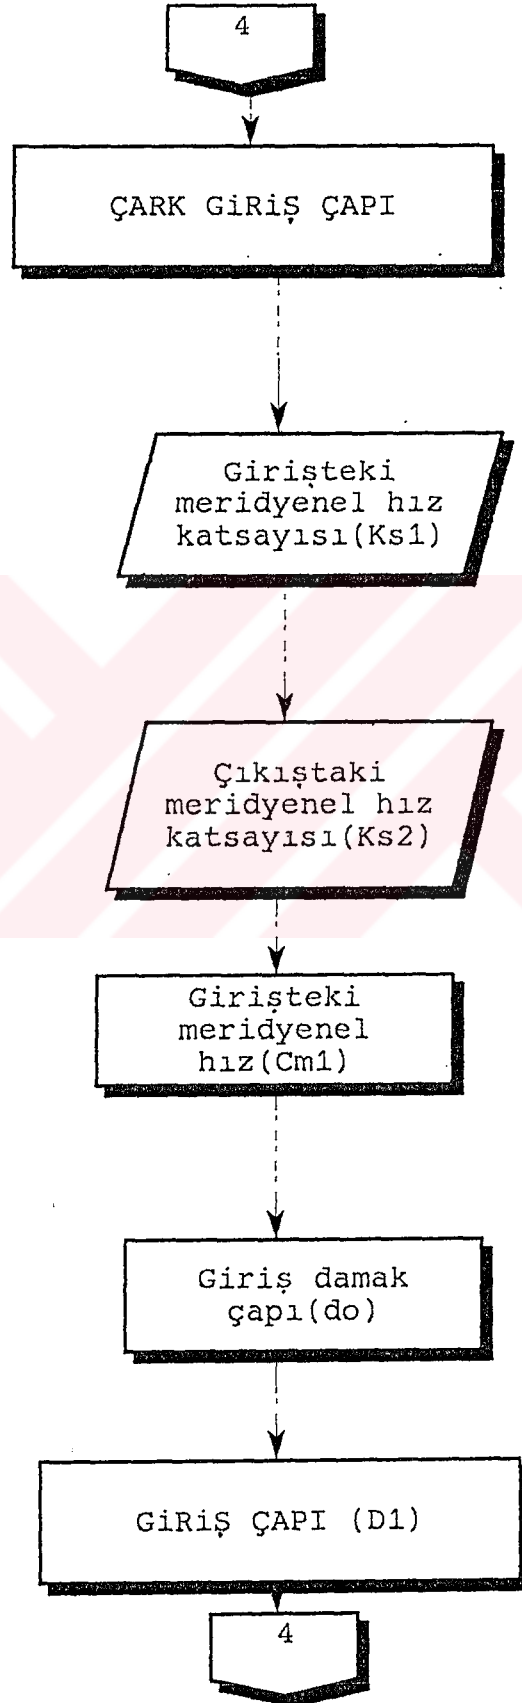 4
ÇARK GiRiŞ ÇAPI
Girişteki
meridyenel hız
katsayısı(Ks1)
Çıkıştaki
meridyenel hız
katsayısı(Ks2)
Girişteki
meridyenel
hız(Cm1)
Giriş damak
çapı(do)
GiRiŞ ÇAPI (D1)
4